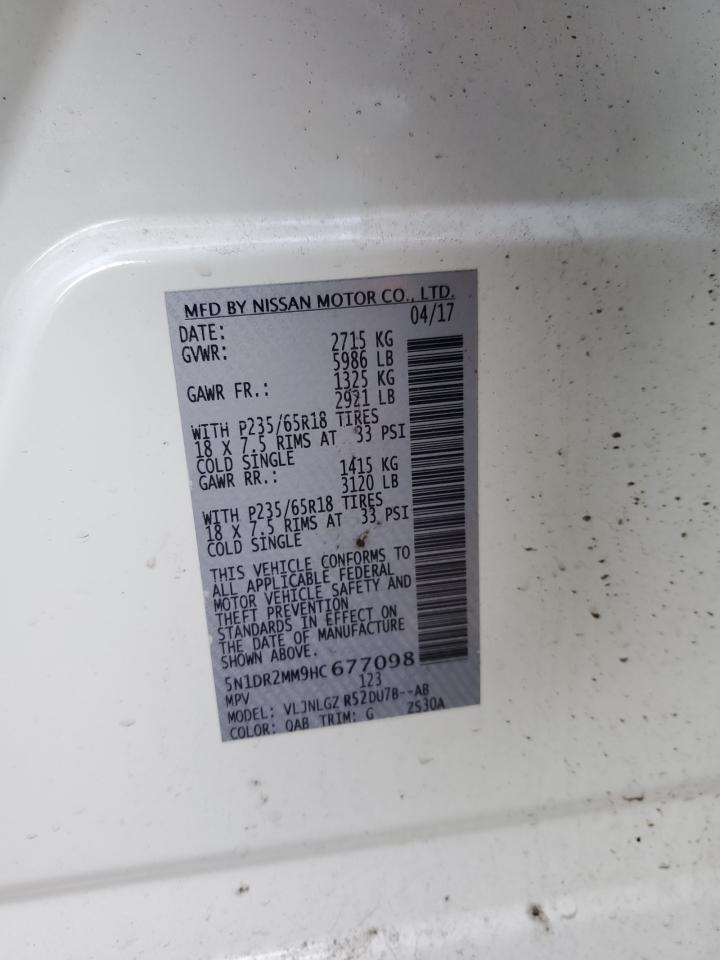 MFD BY NISSAN MOTOR CO., LTD.
DATE: 04/17
GVWR: 2715 KG
5986 LB
GAWR FR.: 1325 KG
2921 LB
WITH P235/65R18 TIRES
18 X 7.5 RIMS AT 33 PSI
COLD SINGLE
GAWR RR.: 1415 KG
3120 LB
WITH P235/65R18 TIRES
18 X 7.5 RIMS AT 33 PSI
COLD SINGLE
THIS VEHICLE CONFORMS TO
ALL APPLICABLE FEDERAL
MOTOR VEHICLE SAFETY AND
THEFT PREVENTION
STANDARDS IN EFFECT ON
THE DATE OF MANUFACTURE
SHOWN ABOVE.
5N1DR2MM9HC 677098
MPV 123
MODEL: VLJNLGZ R52DU7B--AB
COLOR: QAB TRIM: G ZS30A